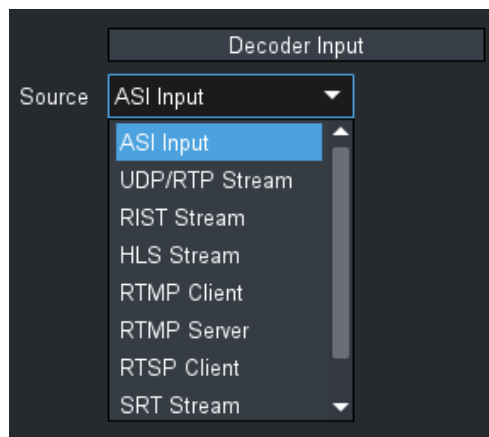 Decoder Input
Source ASI Input
ASI Input
UDP/RTP Stream
RIST Stream
HLS Stream
RTMP Client
RTMP Server
RTSP Client
SRT Stream